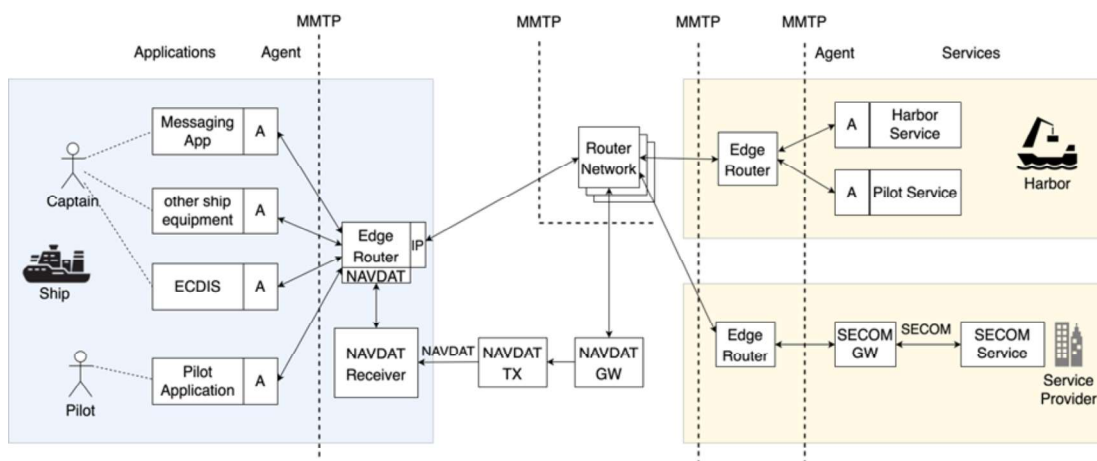 MMTP
MMTP
MMTP
MMTP
Applications
Agent
Agent
Services
Messaging
App
A
other ship
equipment
A
ECDIS
A
Pilot
Application
A
Captain
Ship
Pilot
Edge
Router
IP
NAVDAT
NAVDAT
Receiver
NAVDAT
NAVDAT
TX
NAVDAT
GW
Router
Network
Edge
Router
A
Harbor
Service
A
Pilot Service
Harbor
Edge
Router
SECOM
GW
SECOM
SECOM
Service
Service
Provider